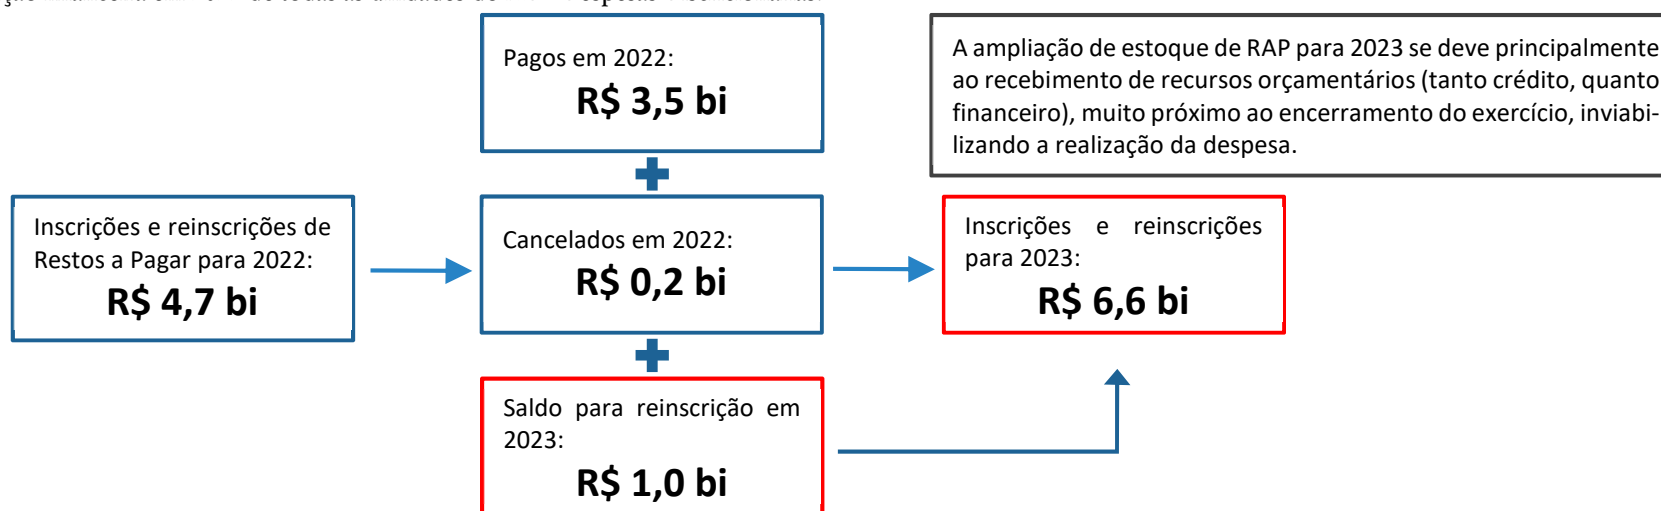 Pagos em 2022:
R$ 3,5 bi
A ampliação de estoque de RAP para 2023 se deve principalmente
ao recebimento de recursos orçamentários (tanto crédito, quanto
financeiro), muito próximo ao encerramento do exercício, inviabi-
lizando a realização da despesa.
Inscrições e reinscrições de
Restos a Pagar para 2022:
R$ 4,7 bi
Cancelados em 2022:
R$ 0,2 bi
Inscrições e reinscrições
para 2023:
R$ 6,6 bi
Saldo para reinscrição em
2023:
R$ 1,0 bi